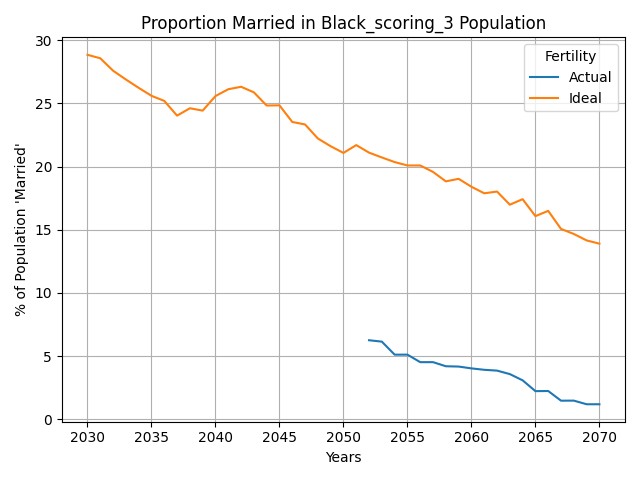 Proportion Married in Black_scoring_3 Population
% of Population 'Married'
30
25
20
15
10
5
0
Fertility
Actual
Ideal
2030 2035 2040 2045 2050 2055 2060 2065 2070
Years